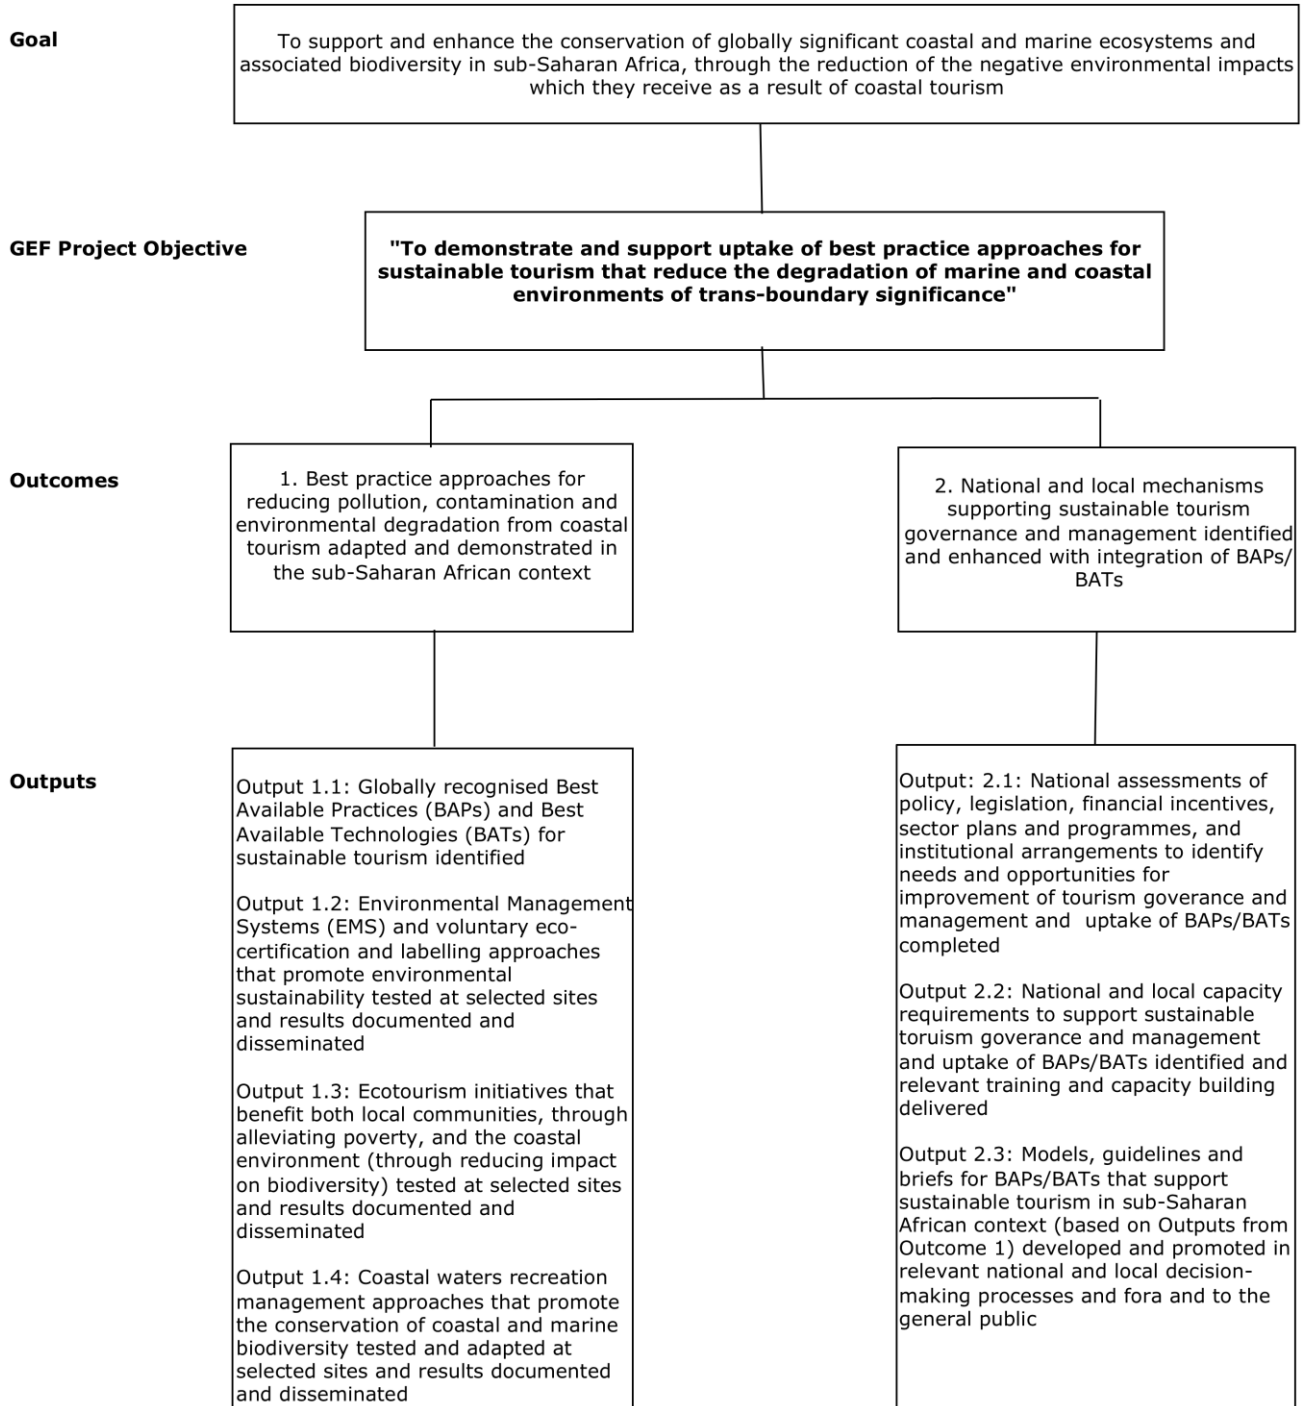 Goal
To support and enhance the conservation of globally significant coastal and marine ecosystems and
associated biodiversity in sub-Saharan Africa, through the reduction of the negative environmental impacts
which they receive as a result of coastal tourism
GEF Project Objective
"To demonstrate and support uptake of best practice approaches for
sustainable tourism that reduce the degradation of marine and coastal
environments of trans-boundary significance"
Outcomes
1. Best practice approaches for
reducing pollution, contamination and
environmental degradation from coastal
tourism adapted and demonstrated in
the sub-Saharan African context
2. National and local mechanisms
supporting sustainable tourism
governance and management identified
and enhanced with integration of BAPs/
BATs
Outputs
Output 1.1: Globally recognised Best
Available Practices (BAPs) and Best
Available Technologies (BATs) for
sustainable tourism identified
Output 1.2: Environmental Management
Systems (EMS) and voluntary eco-
certification and labelling approaches
that promote environmental
sustainability tested at selected sites
and results documented and
disseminated
Output 1.3: Ecotourism initiatives that
benefit both local communities, through
alleviating poverty, and the coastal
environment (through reducing impact
on biodiversity) tested at selected sites
and results documented and
disseminated
Output 1.4: Coastal waters recreation
management approaches that promote
the conservation of coastal and marine
biodiversity tested and adapted at
selected sites and results documented
and disseminated
Output: 2.1: National assessments of
policy, legislation, financial incentives,
sector plans and programmes, and
institutional arrangements to identify
needs and opportunities for
improvement of tourism goverance and
management and  uptake of BAPs/BATs
completed
Output 2.2: National and local capacity
requirements to support sustainable
toruism goverance and management
and uptake of BAPs/BATs identified and
relevant training and capacity building
delivered
Output 2.3: Models, guidelines and
briefs for BAPs/BATs that support
sustainable tourism in sub-Saharan
African context (based on Outputs from
Outcome 1) developed and promoted in
relevant national and local decision-
making processes and fora and to the
general public